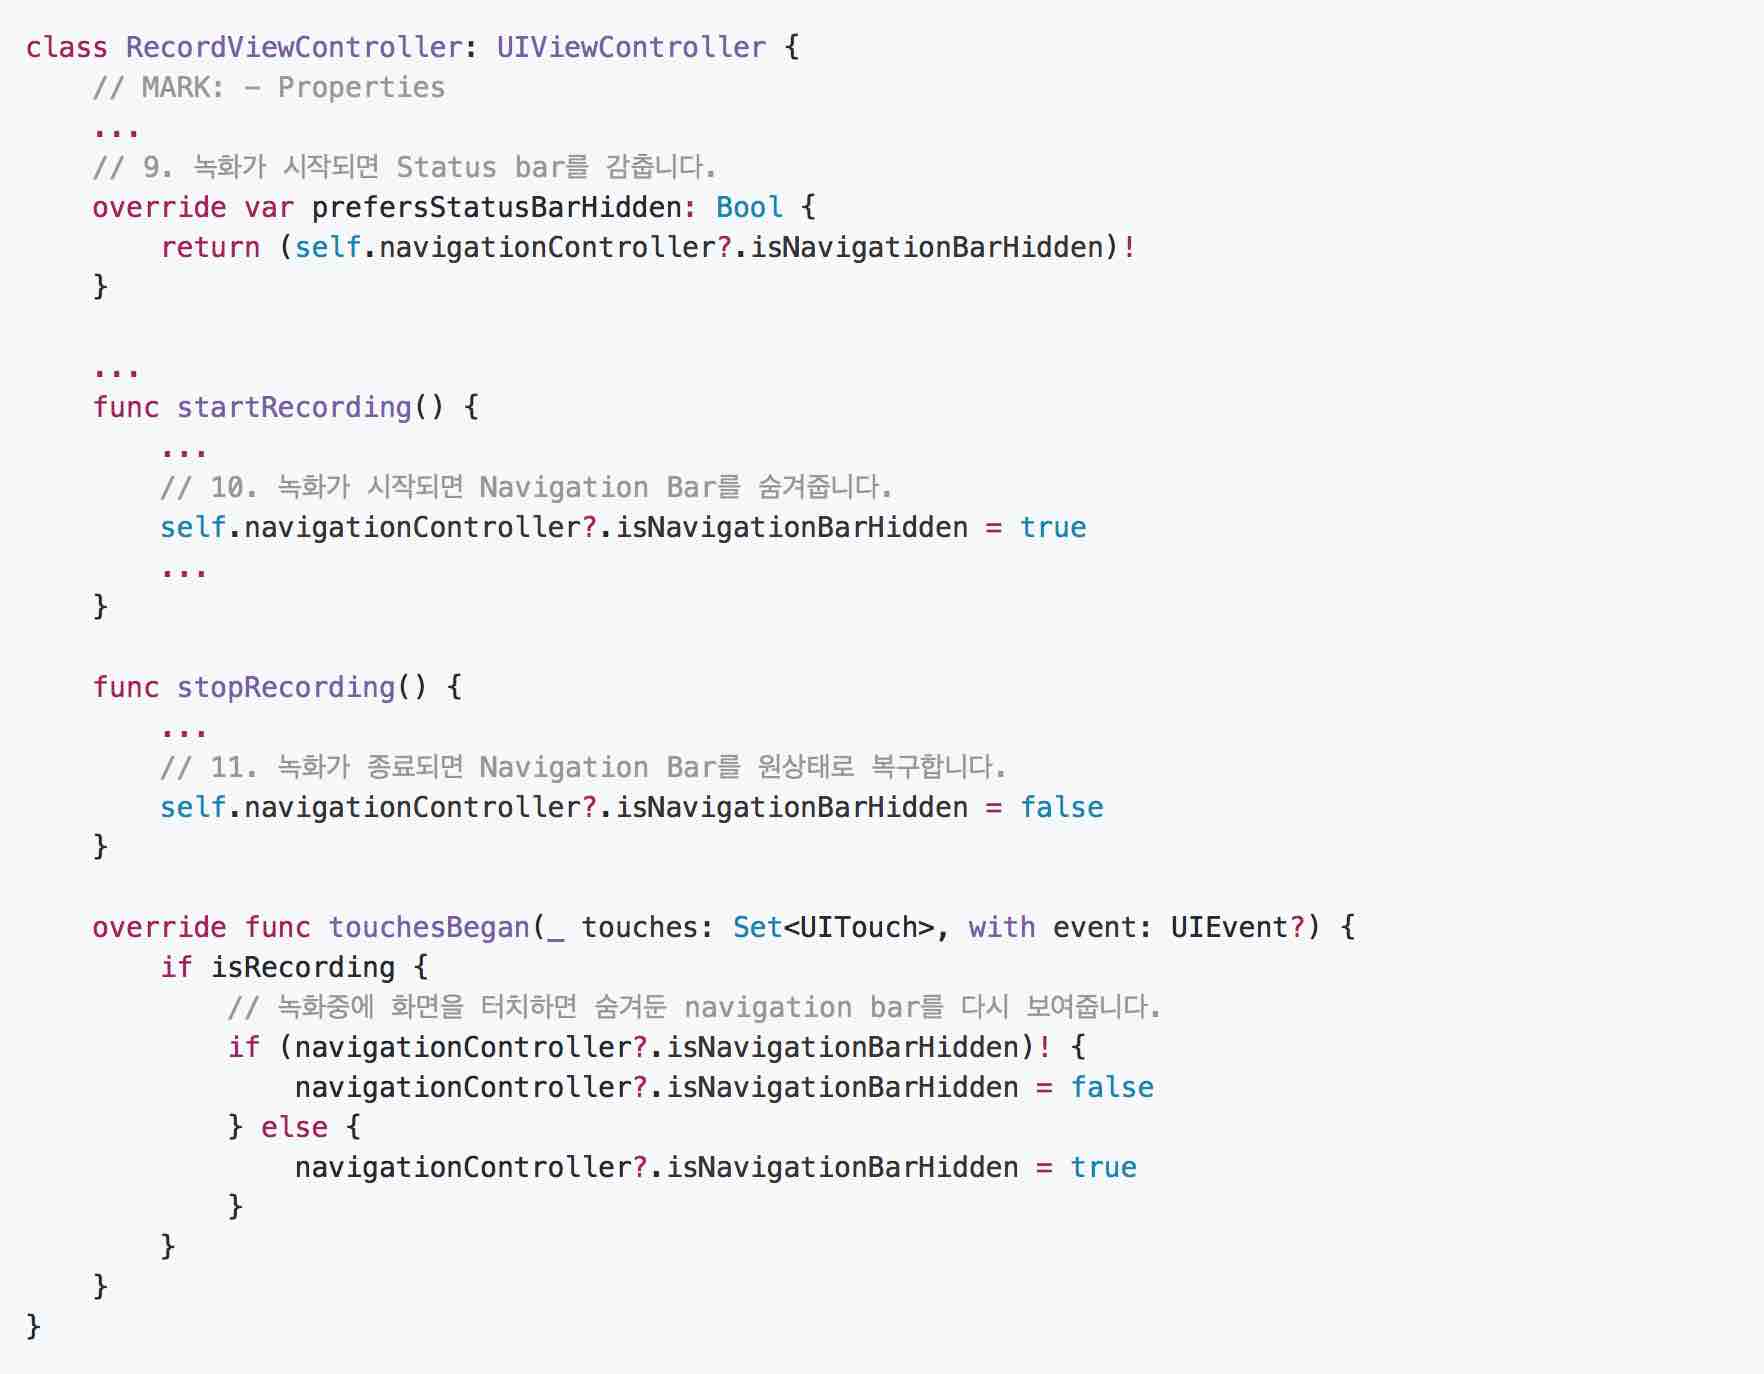 class RecordViewController: UIViewController {
    // MARK: - Properties
    ...
    // 9. 녹화가 시작되면 Status bar를 감춥니다.
    override var prefersStatusBarHidden: Bool {
        return (self.navigationController?.isNavigationBarHidden)!
    }

    ...
    func startRecording() {
        ...
        // 10. 녹화가 시작되면 Navigation Bar를 숨겨줍니다.
        self.navigationController?.isNavigationBarHidden = true
        ...
    }

    func stopRecording() {
        ...
        // 11. 녹화가 종료되면 Navigation Bar를 원상태로 복구합니다.
        self.navigationController?.isNavigationBarHidden = false
    }

    override func touchesBegan(_ touches: Set<UITouch>, with event: UIEvent?) {
        if isRecording {
            // 녹화중에 화면을 터치하면 숨겨둔 navigation bar를 다시 보여줍니다.
            if (navigationController?.isNavigationBarHidden)! {
                navigationController?.isNavigationBarHidden = false
            } else {
                navigationController?.isNavigationBarHidden = true
            }
        }
    }
}